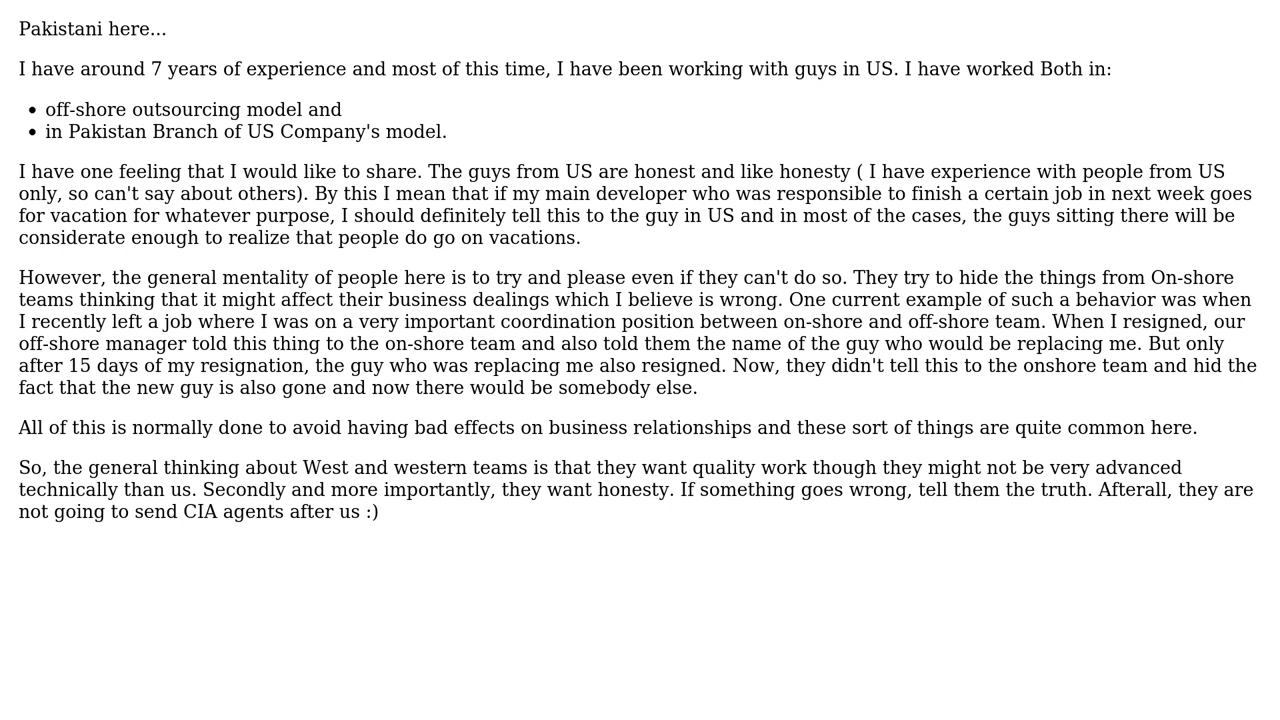 Pakistani here...
I have around 7 years of experience and most of this time, I have been working with guys in US. I have worked Both in:
• off-shore outsourcing model and
• in Pakistan Branch of US Company's model.
I have one feeling that I would like to share. The guys from US are honest and like honesty ( I have experience with people from US
only, so can't say about others). By this I mean that if my main developer who was responsible to finish a certain job in next week goes
for vacation for whatever purpose, I should definitely tell this to the guy in US and in most of the cases, the guys sitting there will be
considerate enough to realize that people do go on vacations.
However, the general mentality of people here is to try and please even if they can't do so. They try to hide the things from On-shore
teams thinking that it might affect their business dealings which I believe is wrong. One current example of such a behavior was when
I recently left a job where I was on a very important coordination position between on-shore and off-shore team. When I resigned, our
off-shore manager told this thing to the on-shore team and also told them the name of the guy who would be replacing me. But only
after 15 days of my resignation, the guy who was replacing me also resigned. Now, they didn't tell this to the onshore team and hid the
fact that the new guy is also gone and now there would be somebody else.
All of this is normally done to avoid having bad effects on business relationships and these sort of things are quite common here.
So, the general thinking about West and western teams is that they want quality work though they might not be very advanced
technically than us. Secondly and more importantly, they want honesty. If something goes wrong, tell them the truth. Afterall, they are
not going to send CIA agents after us :)